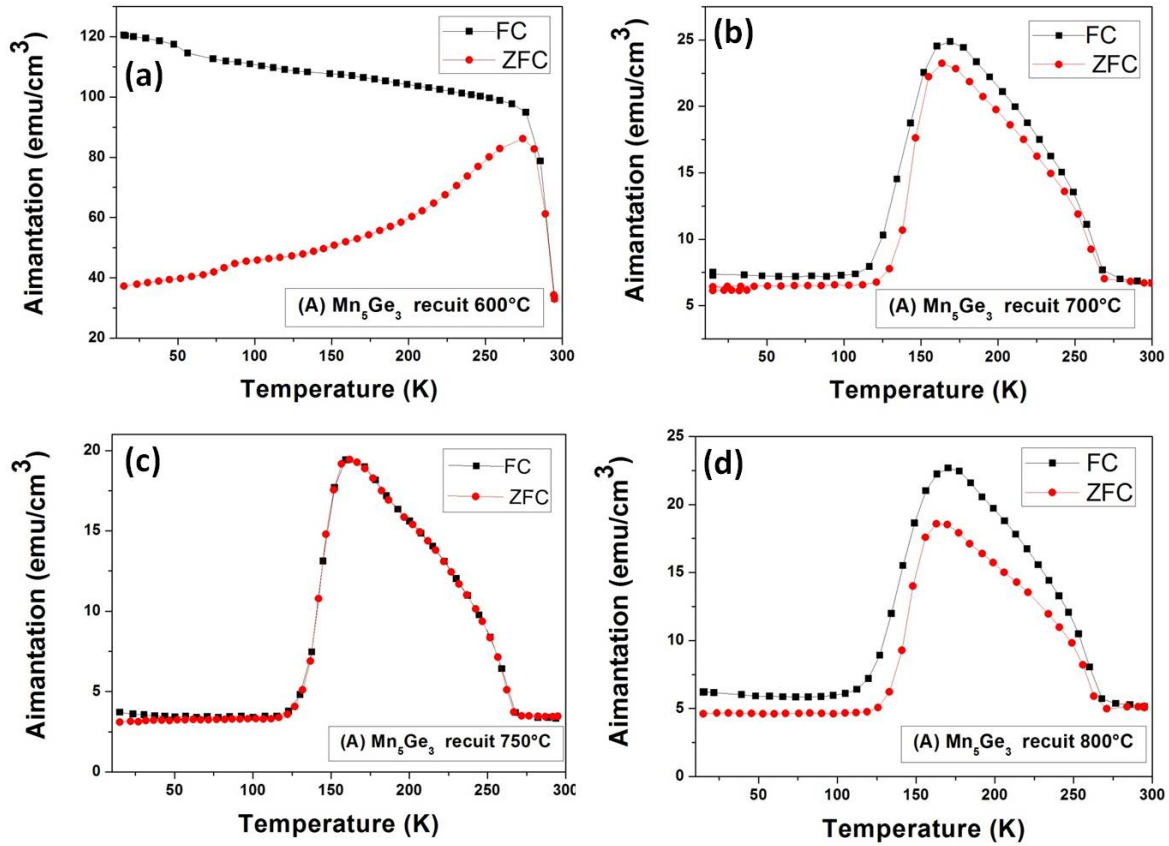 (a)
FC
ZFC
Aimantation (emu/cm³)
120
100
80
60
40
20
(A) Mn₅Ge₃ recuit 600°C
50 100 150 200 250 300
Temperature (K)
(b)
FC
ZFC
Aimantation (emu/cm³)
25
20
15
10
5
(A) Mn₅Ge₃ recuit 700°C
50 100 150 200 250 300
Temperature (K)
(c)
FC
ZFC
Aimantation (emu/cm³)
20
15
10
5
0
(A) Mn₅Ge₃ recuit 750°C
50 100 150 200 250 300
Temperature (K)
(d)
FC
ZFC
Aimantation (emu/cm³)
25
20
15
10
5
0
(A) Mn₅Ge₃ recuit 800°C
50 100 150 200 250 300
Temperature (K)